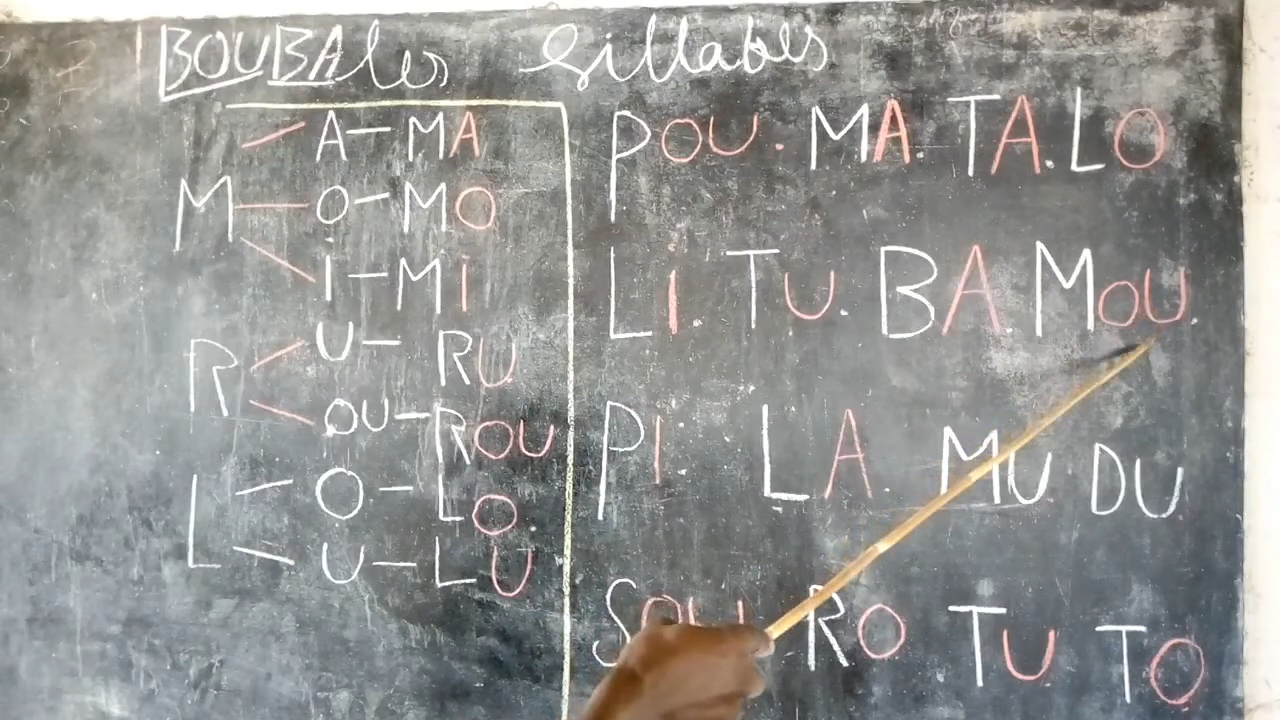 BOUBA les Sillabes
A - MA
M O - MO
i - Mi
U - RU
R OU - ROU
L O - LO
U - LU
POU. MA. TA. LO
Li. TU. BA. MOU.
PI LA MU DU
SOU RO TU TO